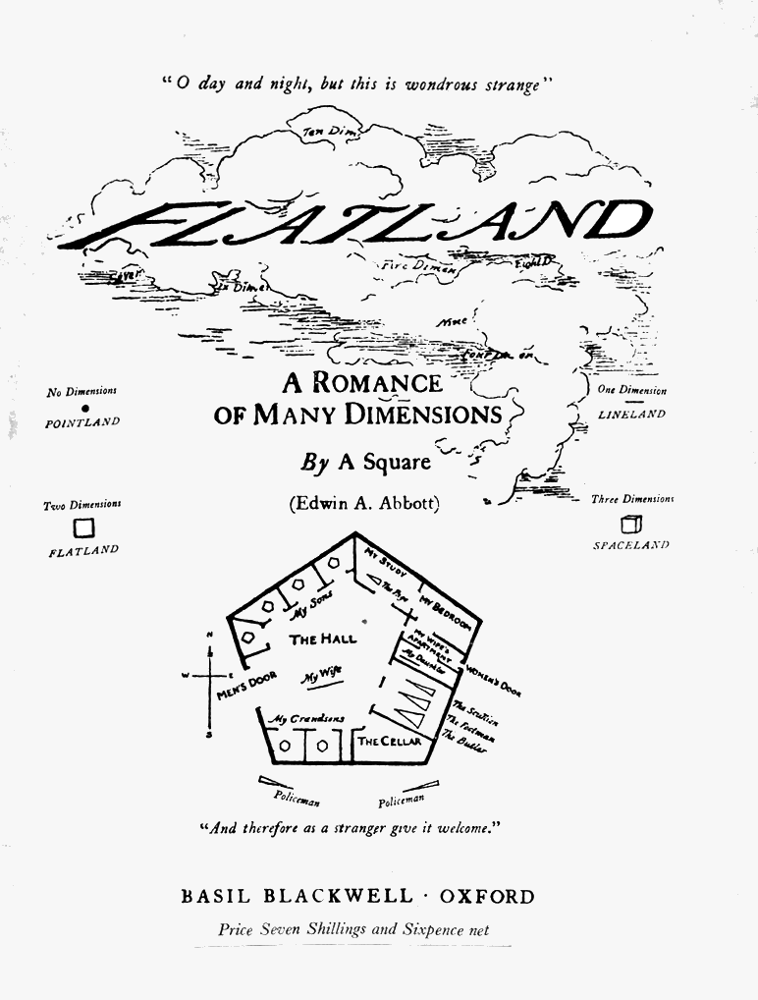 “O day and night, but this is wondrous strange”
Ten Dim
FLATLAND
Five Dimen
Eight D
Nine
No Dimensions
POINTLAND
One Dimension
LINELAND
A ROMANCE
OF MANY DIMENSIONS
By A Square
(Edwin A. Abbott)
Two Dimensions
FLATLAND
Three Dimensions
SPACELAND
MY STUDY
The Page
MY BEDROOM
My Sons
THE HALL
MY WIFE'S
APARTMENT
My Daughter
WOMEN'S DOOR
N
W
E
S
MEN'S DOOR
My Wife
The Scullion
The Footman
The Butler
My Grandsons
THE CELLAR
Policeman
Policeman
“And therefore as a stranger give it welcome.”
BASIL BLACKWELL · OXFORD
Price Seven Shillings and Sixpence net